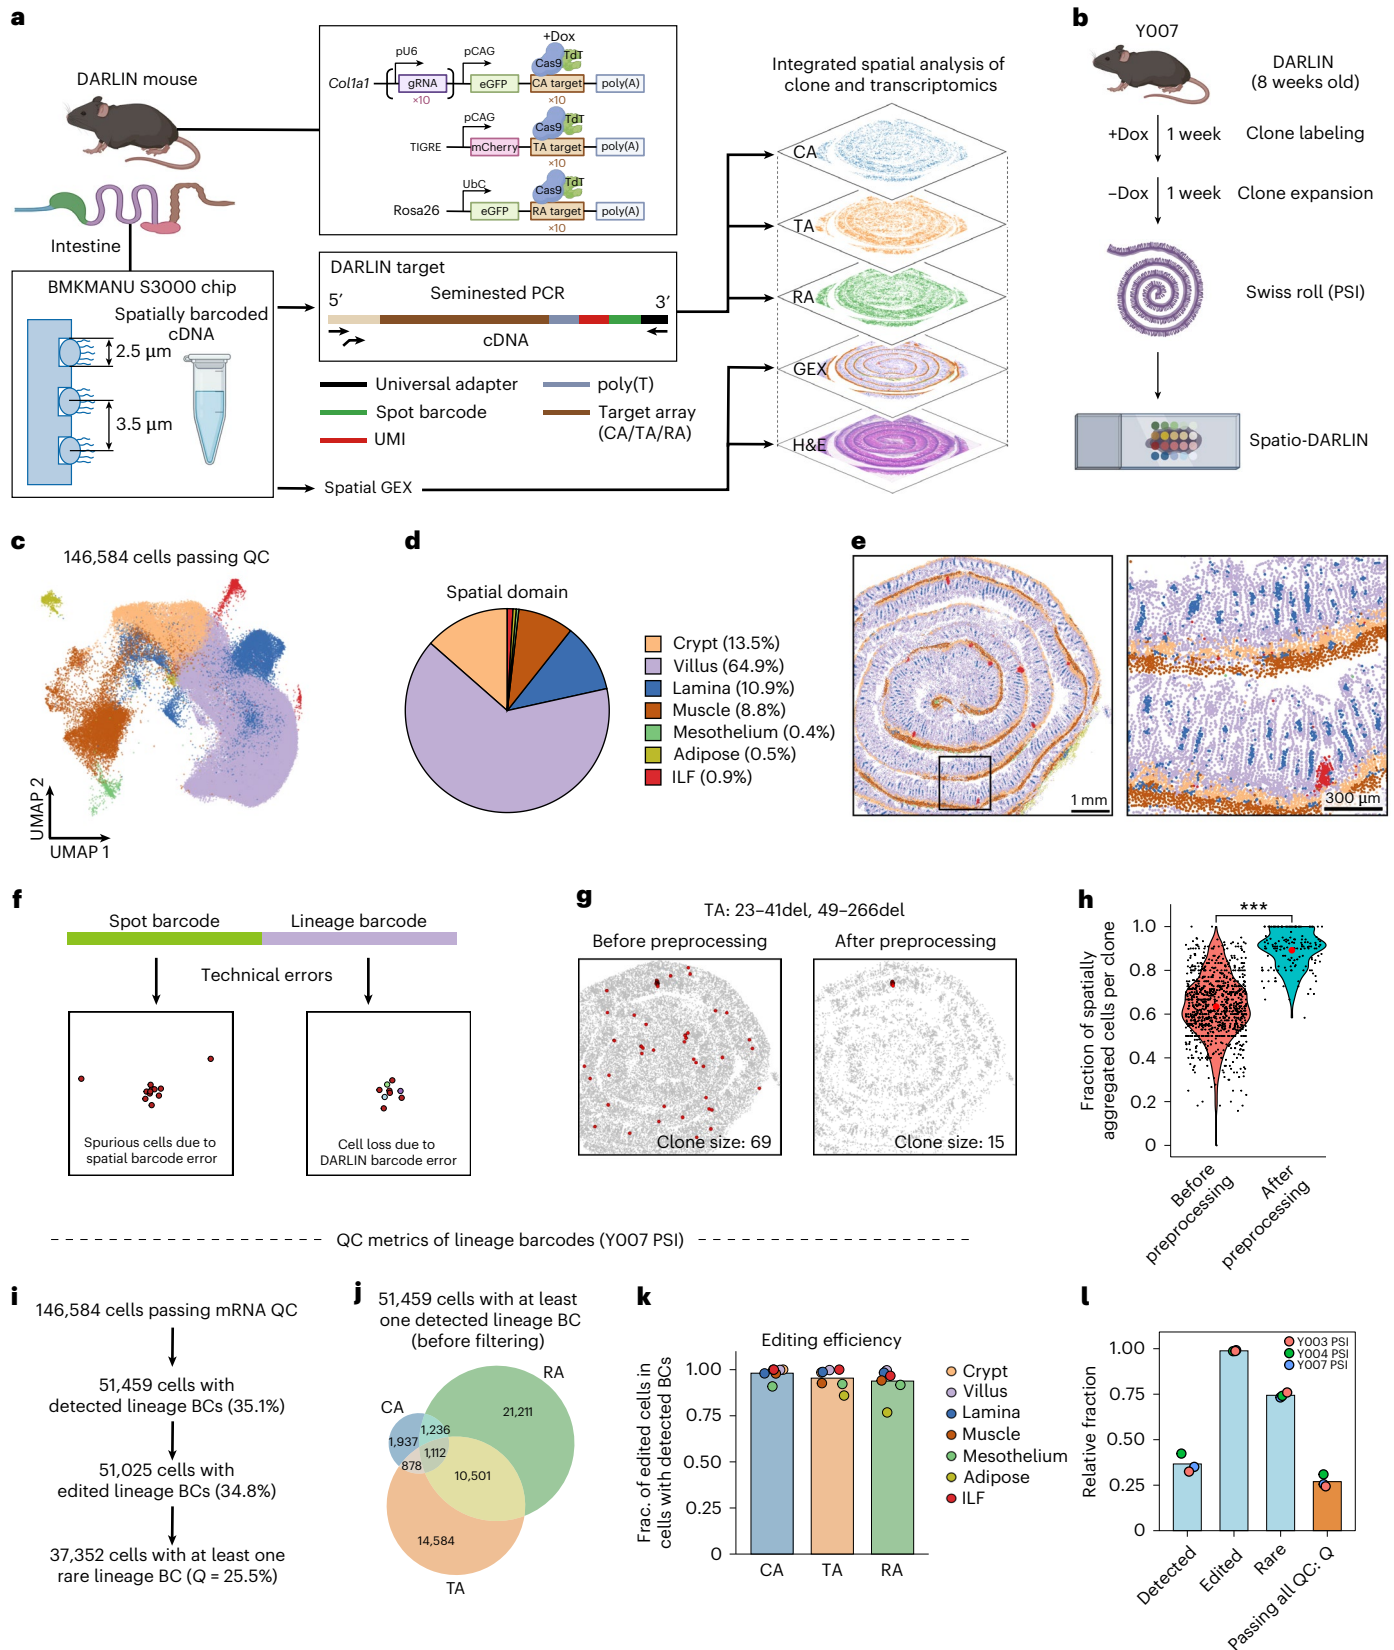 a
DARLIN mouse
Intestine
+Dox
pU6
pCAG
Cas9
TdT
Col1a1
gRNA
eGFP
CA target
poly(A)
×10
×10
pCAG
Cas9
TdT
TIGRE
mCherry
TA target
poly(A)
×10
UbC
Cas9
TdT
Rosa26
eGFP
RA target
poly(A)
×10
BMKMANU S3000 chip
Spatially barcoded
cDNA
2.5 µm
3.5 µm
DARLIN target
Seminested PCR
5′
3′
cDNA
Universal adapter
Spot barcode
UMI
poly(T)
Target array
(CA/TA/RA)
Spatial GEX
Integrated spatial analysis of
clone and transcriptomics
CA
TA
RA
GEX
H&E
b
Y007
DARLIN
(8 weeks old)
+Dox
1 week
Clone labeling
−Dox
1 week
Clone expansion
Swiss roll (PSI)
Spatio-DARLIN
c
146,584 cells passing QC
UMAP 2
UMAP 1
d
Spatial domain
Crypt (13.5%)
Villus (64.9%)
Lamina (10.9%)
Muscle (8.8%)
Mesothelium (0.4%)
Adipose (0.5%)
ILF (0.9%)
e
1 mm
300 µm
f
Spot barcode
Lineage barcode
Technical errors
Spurious cells due to
spatial barcode error
Cell loss due to
DARLIN barcode error
g
TA: 23–41del, 49–266del
Before preprocessing
After preprocessing
Clone size: 69
Clone size: 15
h
***
Fraction of spatially
aggregated cells per clone
1.0
0.8
0.6
0.4
0.2
0
Before
preprocessing
After
preprocessing
QC metrics of lineage barcodes (Y007 PSI)
i
146,584 cells passing mRNA QC
51,459 cells with
detected lineage BCs (35.1%)
51,025 cells with
edited lineage BCs (34.8%)
37,352 cells with at least one
rare lineage BC (Q = 25.5%)
j
51,459 cells with at least
one detected lineage BC
(before filtering)
RA
CA
21,211
1,236
1,937
1,112
878
10,501
14,584
TA
k
Editing efficiency
Frac. of edited cells in
cells with detected BCs
1.00
0.75
0.50
0.25
0
CA
TA
RA
Crypt
Villus
Lamina
Muscle
Mesothelium
Adipose
ILF
l
Relative fraction
1.00
0.75
0.50
0.25
0
Y003 PSI
Y004 PSI
Y007 PSI
Detected
Edited
Rare
Passing all QC: Q